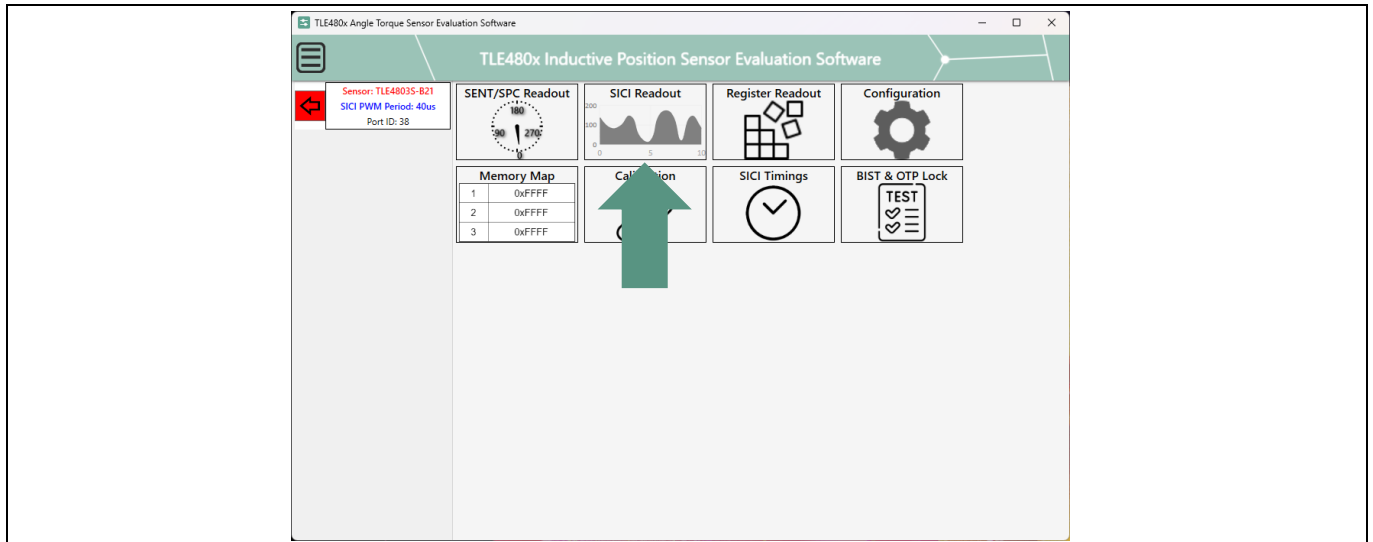 TLE480x Angle Torque Sensor Evaluation Software
TLE480x Inductive Position Sensor Evaluation Software
Sensor: TLE4803S-B21
SICI PWM Period: 40us
Port ID: 38
SENT/SPC Readout
180
90
270
0
SICI Readout
200
100
0
0 5 10
Register Readout
Configuration
Memory Map
1 0xFFFF
2 0xFFFF
3 0xFFFF
SICI Timings
BIST & OTP Lock
TEST